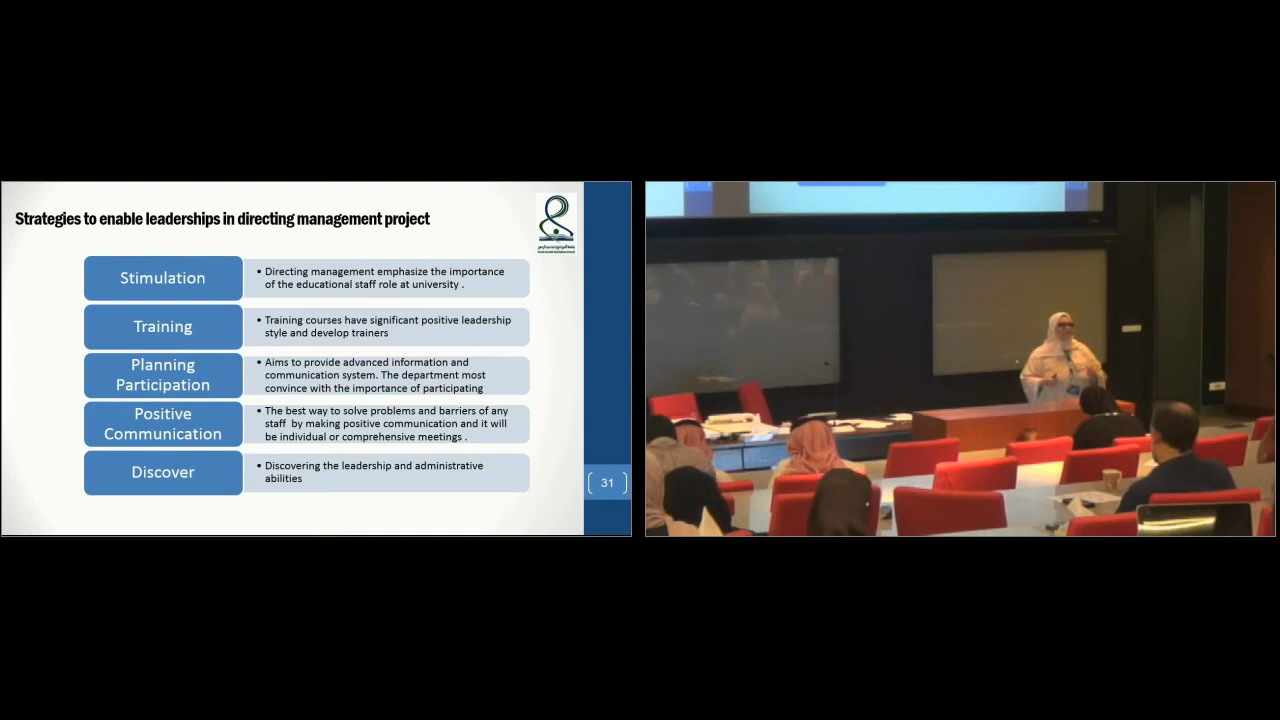 Strategies to enable leaderships in directing management project
Stimulation
• Directing management emphasize the importance
of the educational staff role at university .
Training
• Training courses have significant positive leadership
style and develop trainers
Planning
Participation
• Aims to provide advanced information and
communication system. The department most
convince with the importance of participating
Positive
Communication
• The best way to solve problems and barriers of any
staff by making positive communication and it will
be individual or comprehensive meetings .
Discover
• Discovering the leadership and administrative
abilities
31